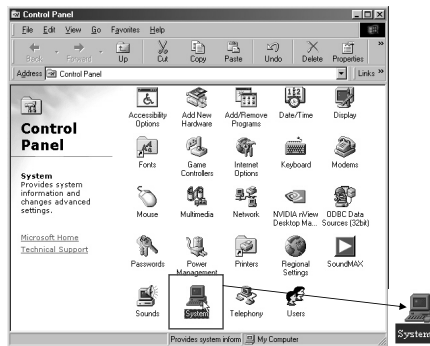 Control Panel
File Edit View Go Favorites Help
Back Forward Up Cut Copy Paste Undo Delete Properties »
Address Control Panel Links »
Control
Panel
System
Provides system
information and
changes advanced
settings.
Microsoft Home
Technical Support
Accessibility
Options
Add New
Hardware
Add/Remove
Programs
Date/Time
Display
Fonts
Game
Controllers
Internet
Options
Keyboard
Modems
Mouse
Multimedia
Network
NVIDIA nView
Desktop Ma...
ODBC Data
Sources (32bit)
Passwords
Power
Management
Printers
Regional
Settings
SoundMAX
Sounds
System
Telephony
Users
System
Provides system inform My Computer